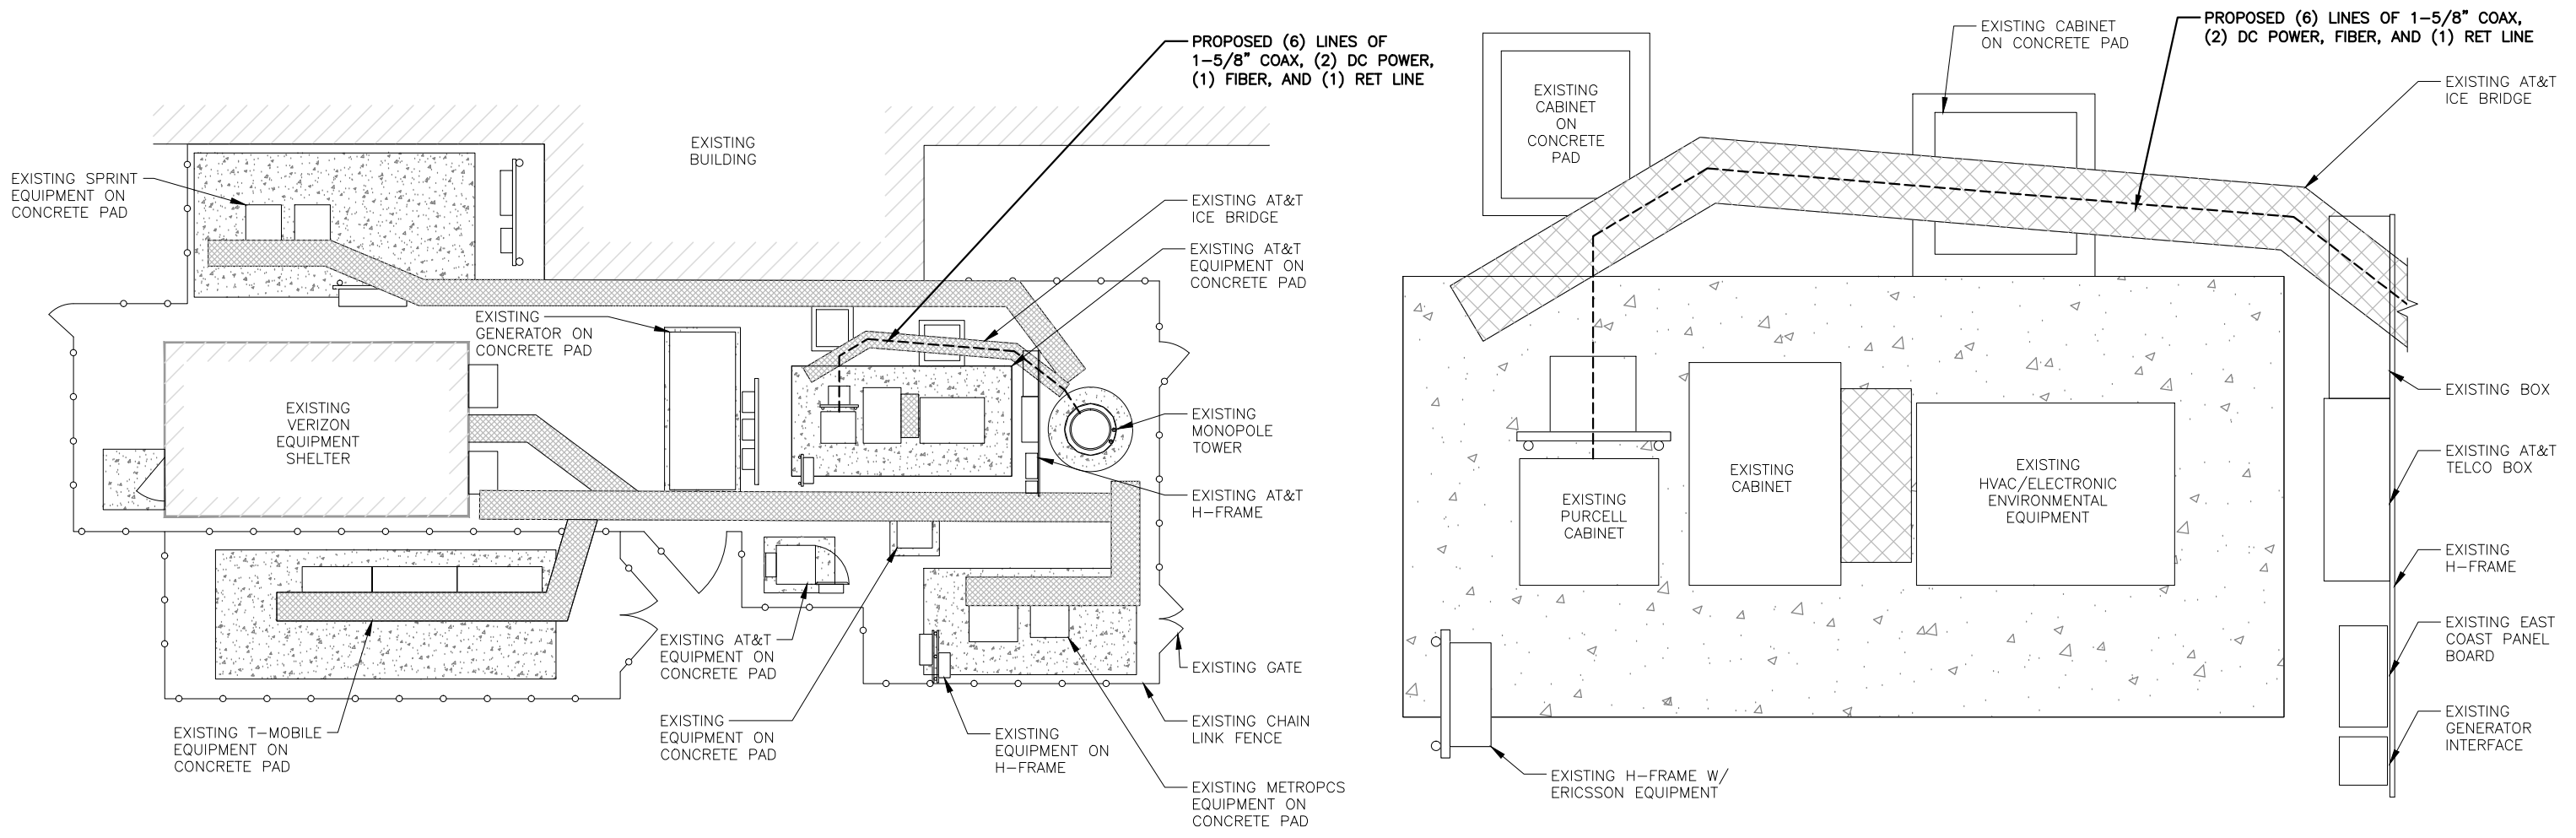 PROPOSED (6) LINES OF
1-5/8" COAX, (2) DC POWER,
(1) FIBER, AND (1) RET LINE
EXISTING
BUILDING
EXISTING SPRINT
EQUIPMENT ON
CONCRETE PAD
EXISTING AT&T
ICE BRIDGE
EXISTING AT&T
EQUIPMENT ON
CONCRETE PAD
EXISTING
GENERATOR ON
CONCRETE PAD
EXISTING
VERIZON
EQUIPMENT
SHELTER
EXISTING
MONOPOLE
TOWER
EXISTING AT&T
H-FRAME
EXISTING AT&T
EQUIPMENT ON
CONCRETE PAD
EXISTING GATE
EXISTING T-MOBILE
EQUIPMENT ON
CONCRETE PAD
EXISTING
EQUIPMENT ON
CONCRETE PAD
EXISTING
EQUIPMENT ON
H-FRAME
EXISTING CHAIN
LINK FENCE
EXISTING METROPCS
EQUIPMENT ON
CONCRETE PAD
EXISTING CABINET
ON CONCRETE PAD
PROPOSED (6) LINES OF 1-5/8" COAX,
(2) DC POWER, FIBER, AND (1) RET LINE
EXISTING
CABINET
ON
CONCRETE
PAD
EXISTING AT&T
ICE BRIDGE
EXISTING BOX
EXISTING AT&T
TELCO BOX
EXISTING
PURCELL
CABINET
EXISTING
CABINET
EXISTING
HVAC/ELECTRONIC
ENVIRONMENTAL
EQUIPMENT
EXISTING
H-FRAME
EXISTING EAST
COAST PANEL
BOARD
EXISTING
GENERATOR
INTERFACE
EXISTING H-FRAME W/
ERICSSON EQUIPMENT